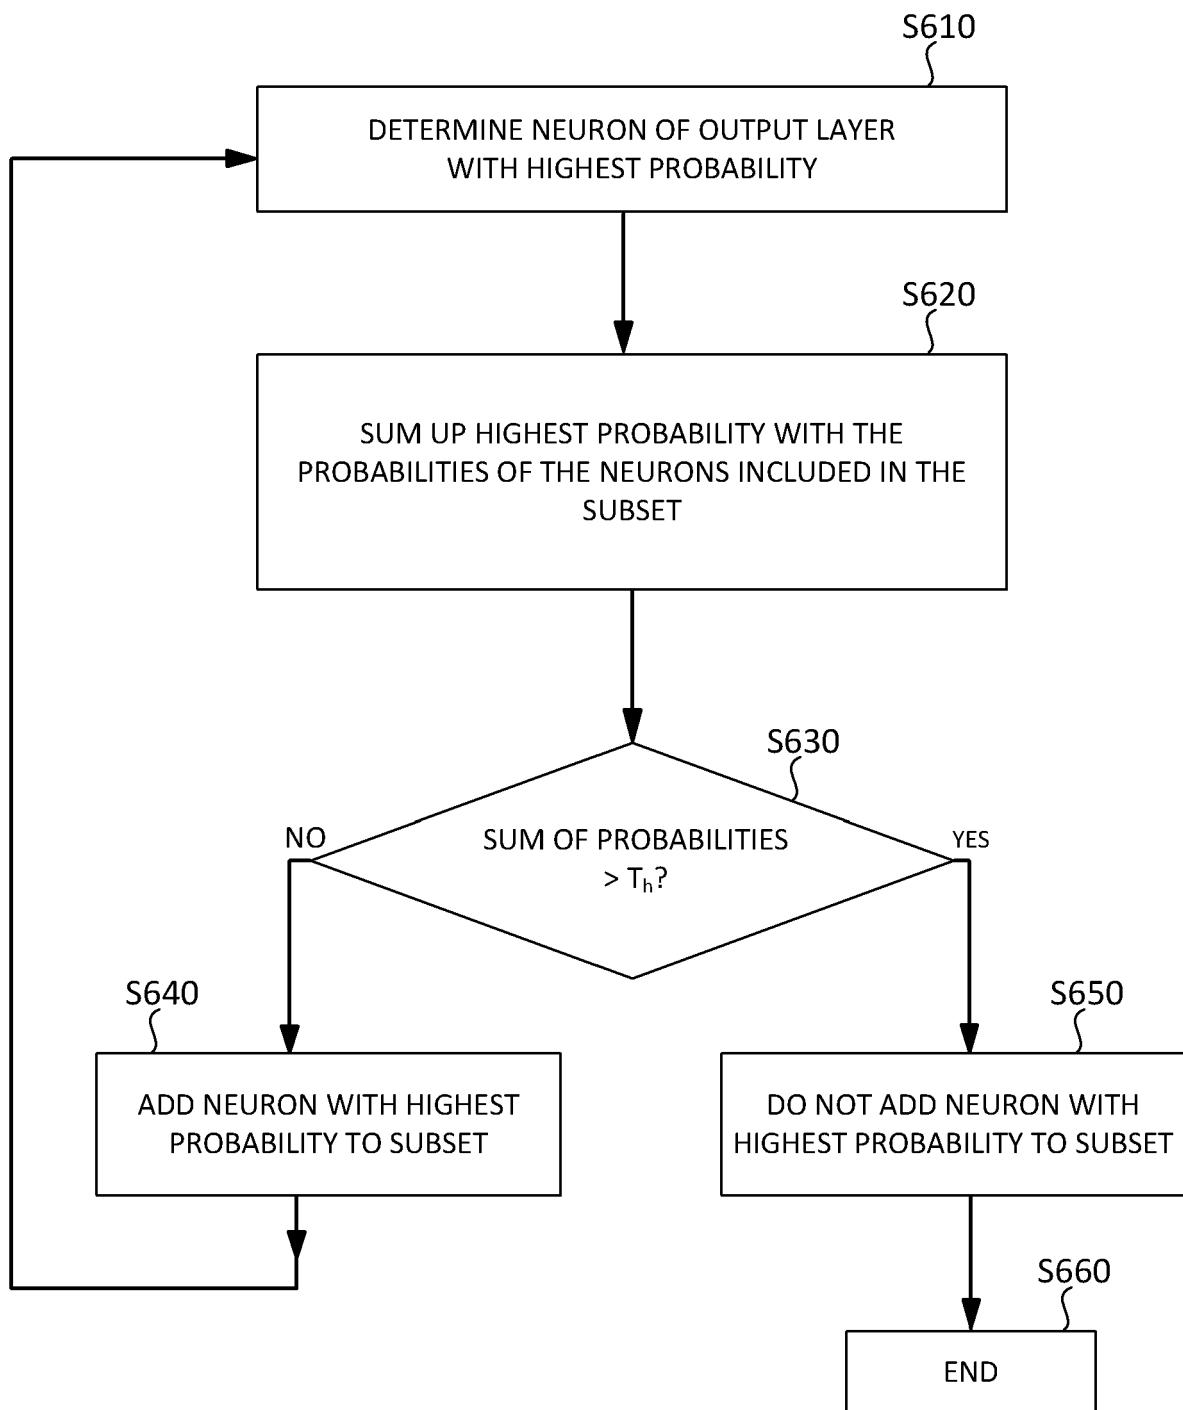 S610
DETERMINE NEURON OF OUTPUT LAYER
WITH HIGHEST PROBABILITY
S620
SUM UP HIGHEST PROBABILITY WITH THE
PROBABILITIES OF THE NEURONS INCLUDED IN THE
SUBSET
S630
NO
SUM OF PROBABILITIES
> Tₕ?
YES
S640
ADD NEURON WITH HIGHEST
PROBABILITY TO SUBSET
S650
DO NOT ADD NEURON WITH
HIGHEST PROBABILITY TO SUBSET
S660
END